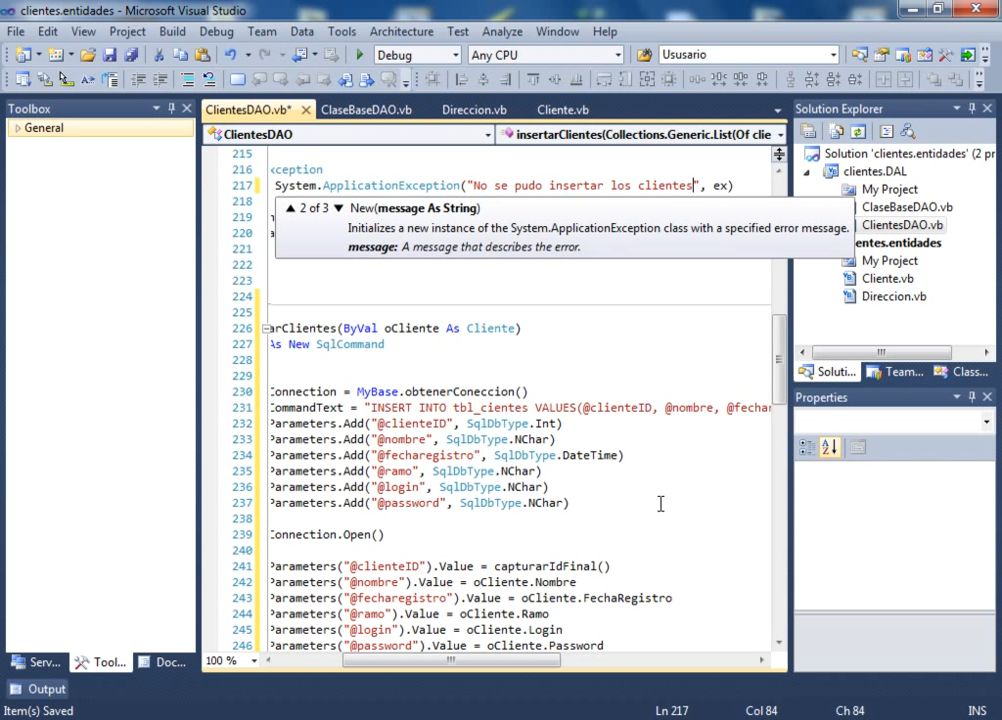 clientes.entidades - Microsoft Visual Studio
File Edit View Project Build Debug Team Data Tools Architecture Test Analyze Window Help
Debug Any CPU Ususario
Toolbox
General
ClientesDAO.vb* ClaseBaseDAO.vb Direccion.vb Cliente.vb
ClientesDAO insertarClientes(Collections.Generic.List(Of clie
215
216 xception
217 System.ApplicationException("No se pudo insertar los clientes", ex)
218
2 of 3 New(message As String)
219
Initializes a new instance of the System.ApplicationException class with a specified error message.
220
message: A message that describes the error.
221
222
223
224
225
226 arClientes(ByVal oCliente As Cliente)
227 As New SqlCommand
228
229
230 Connection = MyBase.obtenerConeccion()
231 CommandText = "INSERT INTO tbl_cientes VALUES(@clienteID, @nombre, @fechar
232 Parameters.Add("@clienteID", SqlDbType.Int)
233 Parameters.Add("@nombre", SqlDbType.NChar)
234 Parameters.Add("@fecharegistro", SqlDbType.DateTime)
235 Parameters.Add("@ramo", SqlDbType.NChar)
236 Parameters.Add("@login", SqlDbType.NChar)
237 Parameters.Add("@password", SqlDbType.NChar)
238
239 Connection.Open()
240
241 Parameters("@clienteID").Value = capturarIdFinal()
242 Parameters("@nombre").Value = oCliente.Nombre
243 Parameters("@fecharegistro").Value = oCliente.FechaRegistro
244 Parameters("@ramo").Value = oCliente.Ramo
245 Parameters("@login").Value = oCliente.Login
246 Parameters("@password").Value = oCliente.Password
100 %
Solution Explorer
Solution 'clientes.entidades' (2 pro
clientes.DAL
My Project
ClaseBaseDAO.vb
ClientesDAO.vb
entes.entidades
My Project
Cliente.vb
Direccion.vb
Soluti... Team... Class...
Properties
Serv... Tool... Doc...
Output
Item(s) Saved Ln 217 Col 84 Ch 84 INS